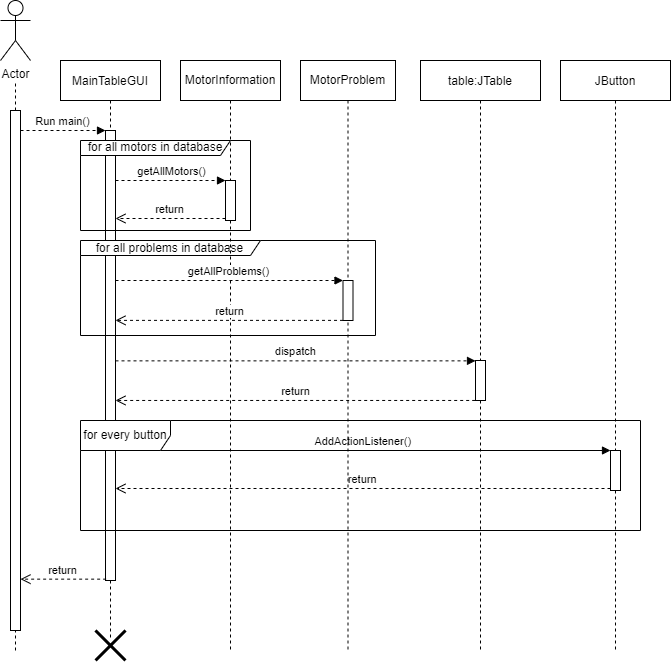 Actor
MainTableGUI
MotorInformation
MotorProblem
table:JTable
JButton
Run main()
for all motors in database
getAllMotors()
return
for all problems in database
getAllProblems()
return
dispatch
return
for every button
AddActionListener()
return
return